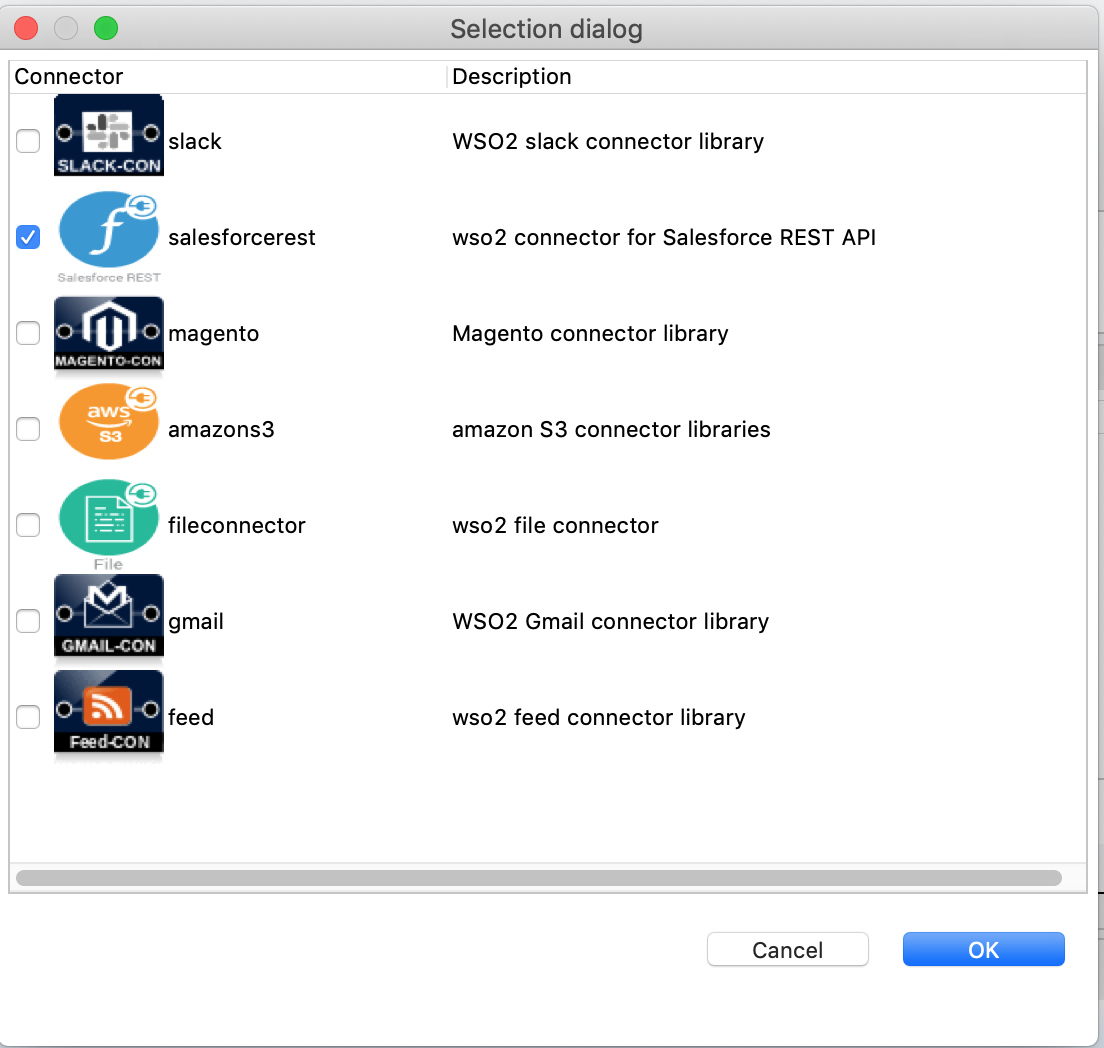 Selection dialog
Connector Description
SLACK-CON
slack WSO2 slack connector library
Salesforce REST
salesforcerest wso2 connector for Salesforce REST API
MAGENTO-CON
magento Magento connector library
aws
S3
amazons3 amazon S3 connector libraries
File
fileconnector wso2 file connector
GMAIL-CON
gmail WSO2 Gmail connector library
Feed-CON
feed wso2 feed connector library
Cancel OK